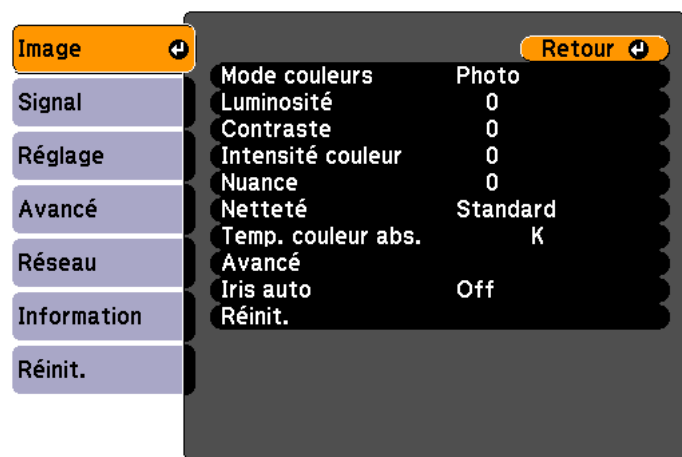 Image
Signal
Réglage
Avancé
Réseau
Information
Réinit.
Retour
Mode couleurs Photo
Luminosité 0
Contraste 0
Intensité couleur 0
Nuance 0
Netteté Standard
Temp. couleur abs. K
Avancé
Iris auto Off
Réinit.